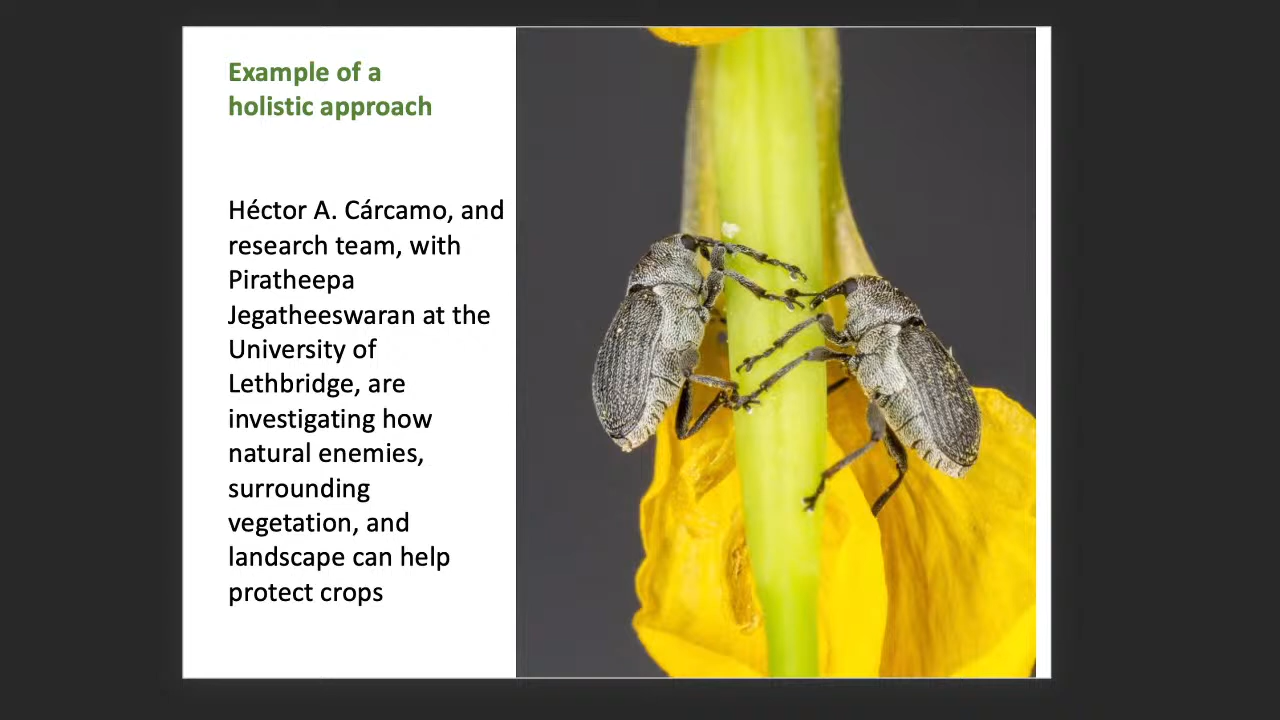 Example of a
holistic approach
Héctor A. Cárcamo, and
research team, with
Piratheepa
Jegatheeswaran at the
University of
Lethbridge, are
investigating how
natural enemies,
surrounding
vegetation, and
landscape can help
protect crops